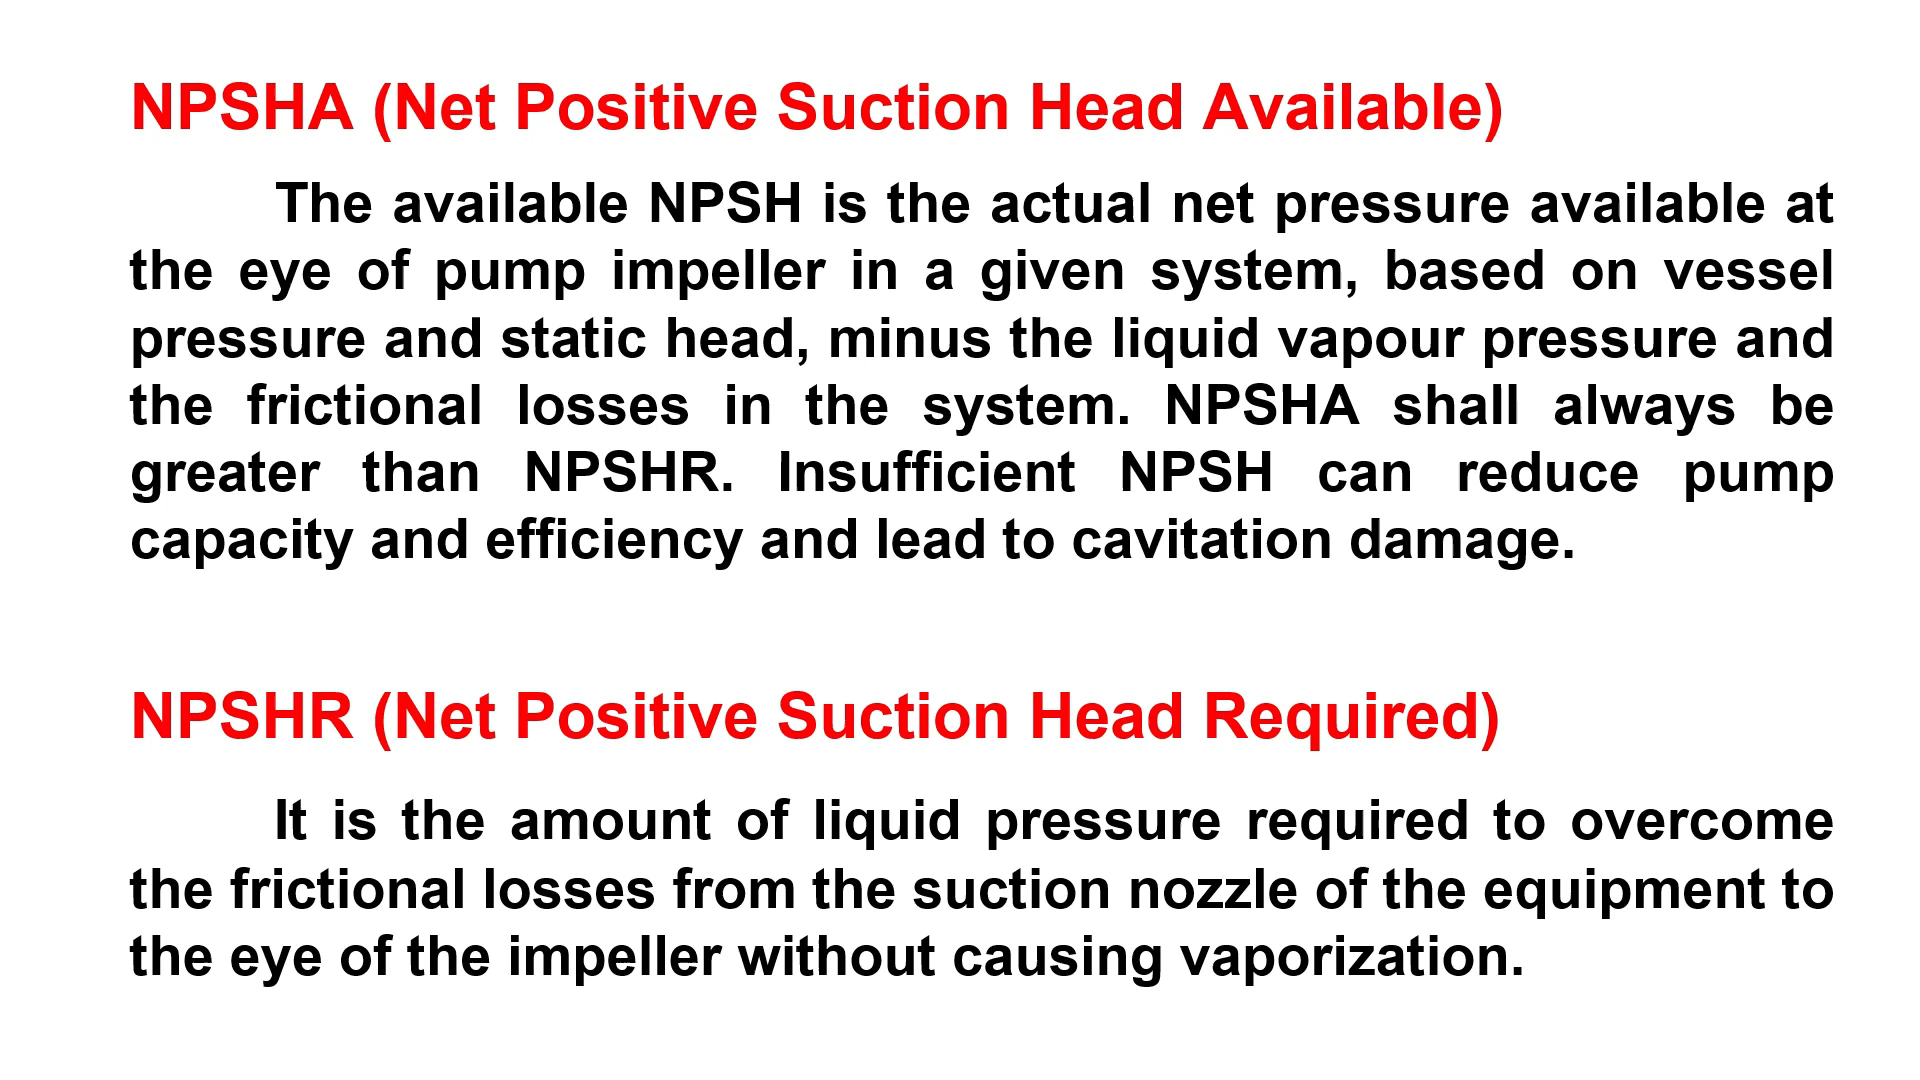 NPSHA (Net Positive Suction Head Available)
The available NPSH is the actual net pressure available at
the eye of pump impeller in a given system, based on vessel
pressure and static head, minus the liquid vapour pressure and
the frictional losses in the system. NPSHA shall always be
greater than NPSHR. Insufficient NPSH can reduce pump
capacity and efficiency and lead to cavitation damage.
NPSHR (Net Positive Suction Head Required)
It is the amount of liquid pressure required to overcome
the frictional losses from the suction nozzle of the equipment to
the eye of the impeller without causing vaporization.